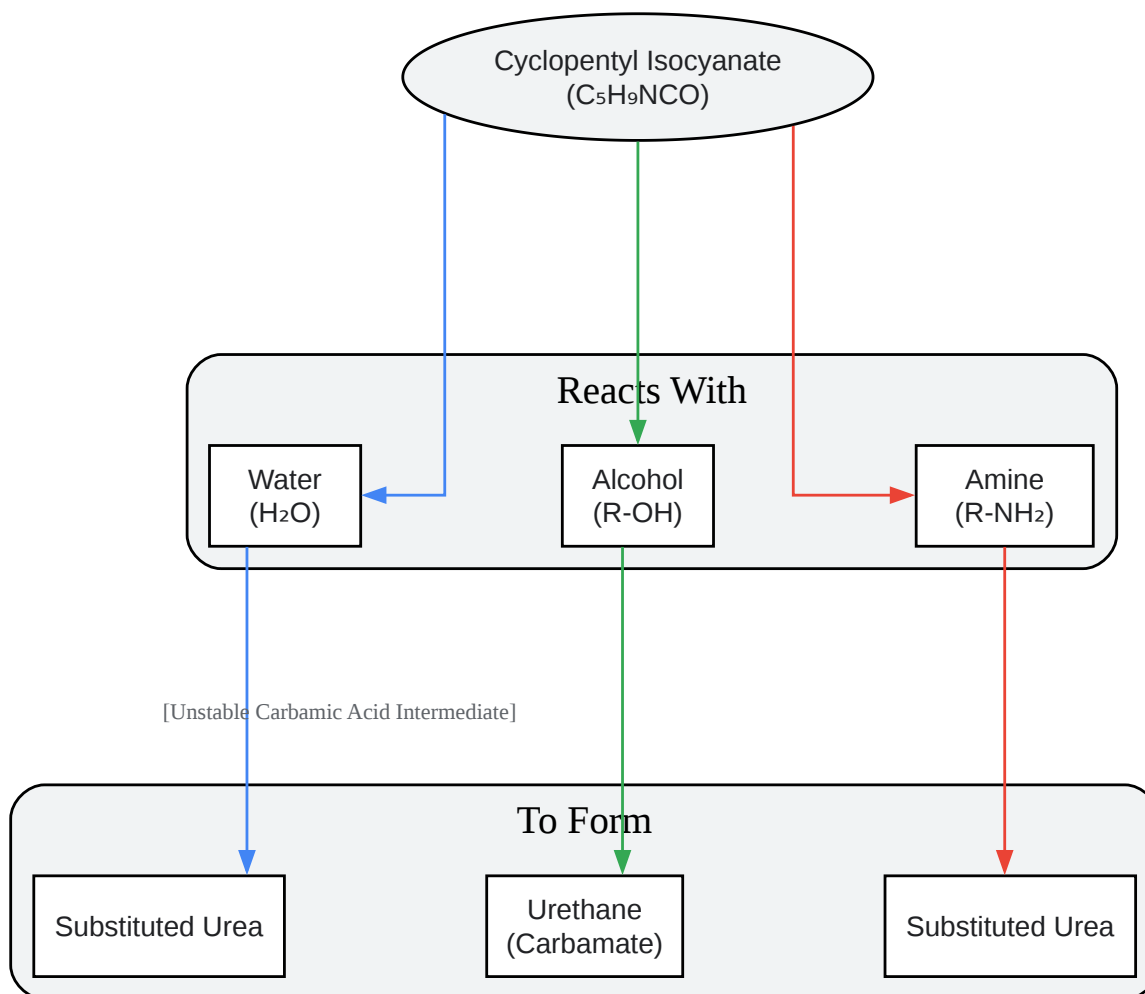 Cyclopentyl Isocyanate
(C₅H₉NCO)
Reacts With
Water
(H₂O)
Alcohol
(R-OH)
Amine
(R-NH₂)
[Unstable Carbamic Acid Intermediate]
To Form
Substituted Urea
Urethane
(Carbamate)
Substituted Urea